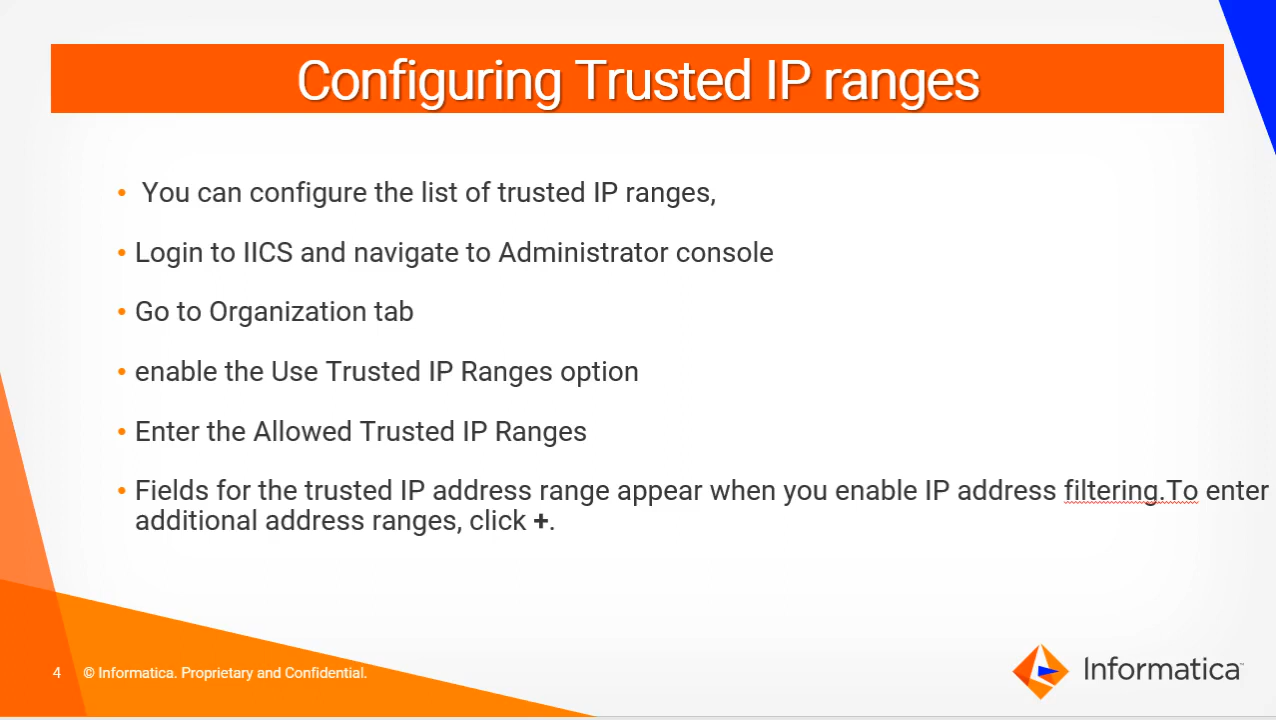 Configuring Trusted IP ranges
• You can configure the list of trusted IP ranges,
• Login to IICS and navigate to Administrator console
• Go to Organization tab
• enable the Use Trusted IP Ranges option
• Enter the Allowed Trusted IP Ranges
• Fields for the trusted IP address range appear when you enable IP address filtering.To enter
additional address ranges, click +.
4 © Informatica. Proprietary and Confidential.
Informatica™